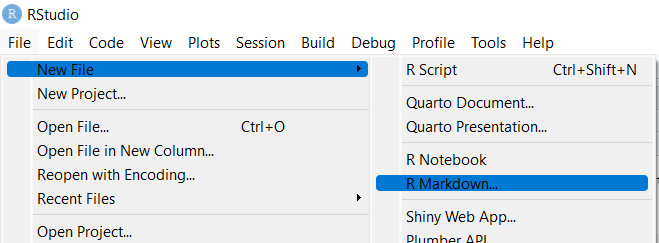 R RStudio
File Edit Code View Plots Session Build Debug Profile Tools Help
New File
New Project...
Open File... Ctrl+O
Open File in New Column...
Reopen with Encoding...
Recent Files
Open Project...
R Script Ctrl+Shift+N
Quarto Document...
Quarto Presentation...
R Notebook
R Markdown...
Shiny Web App...
Plumber API